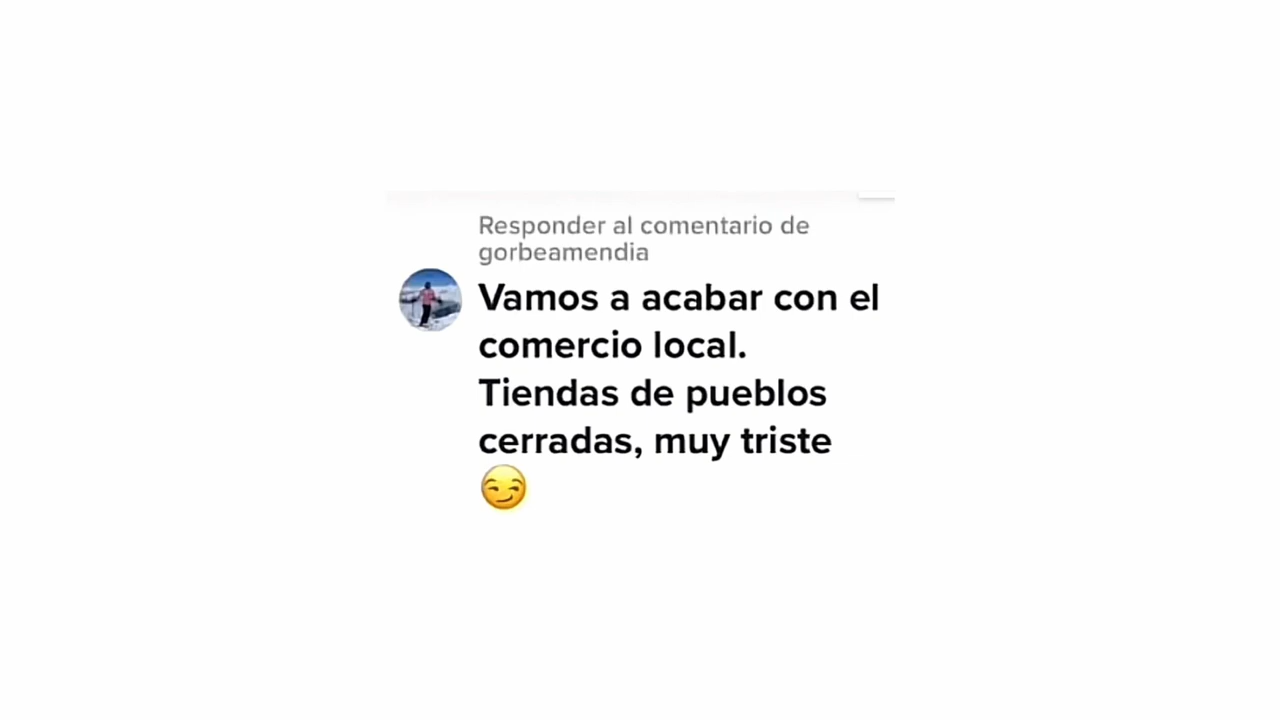 Responder al comentario de
gorbeamendia
Vamos a acabar con el
comercio local.
Tiendas de pueblos
cerradas, muy triste
😏